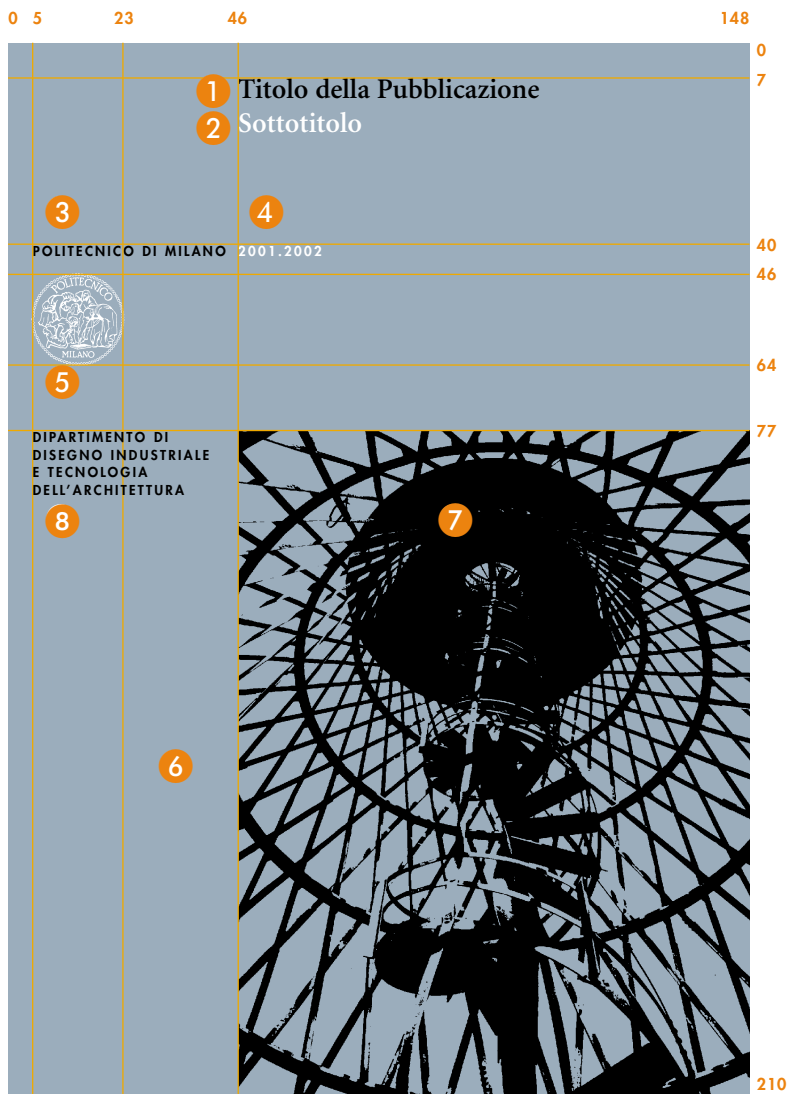 0 5 23 46 148
0
7
1 Titolo della Pubblicazione
2 Sottotitolo
3 4
POLITECNICO DI MILANO 2001.2002
40
46
POLITECNICO
MILANO
64
5
77
DIPARTIMENTO DI
DISEGNO INDUSTRIALE
E TECNOLOGIA
DELL’ARCHITETTURA
8 7
6
210